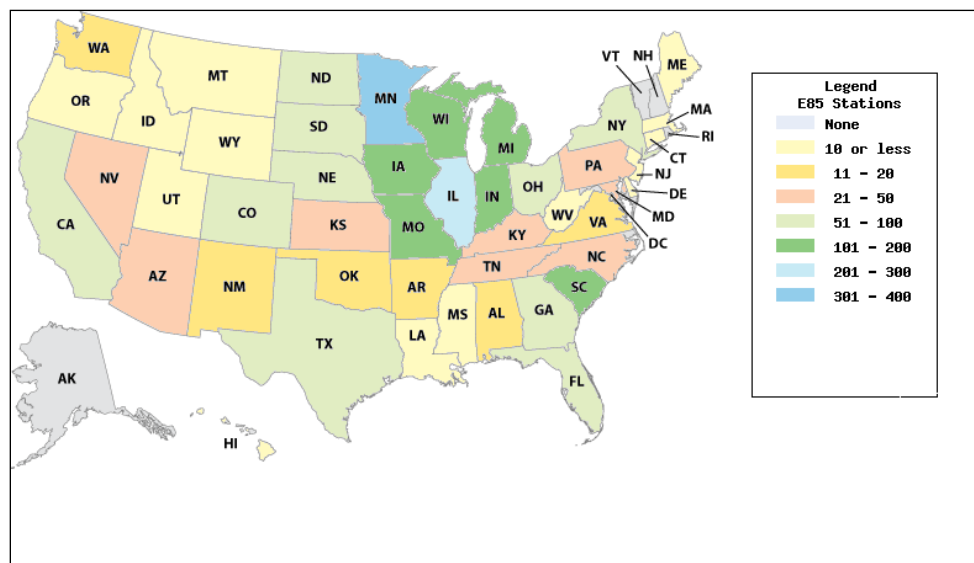 WA
MT
ND
MN
VT
NH
ME
OR
ID
WY
SD
WI
MI
NY
MA
RI
CT
NV
UT
CO
NE
IA
IL
IN
OH
PA
NJ
DE
MD
DC
CA
AZ
NM
KS
MO
KY
WV
VA
OK
AR
TN
NC
SC
TX
LA
MS
AL
GA
FL
AK
HI
Legend
E85 Stations
None
10 or less
11 - 20
21 - 50
51 - 100
101 - 200
201 - 300
301 - 400